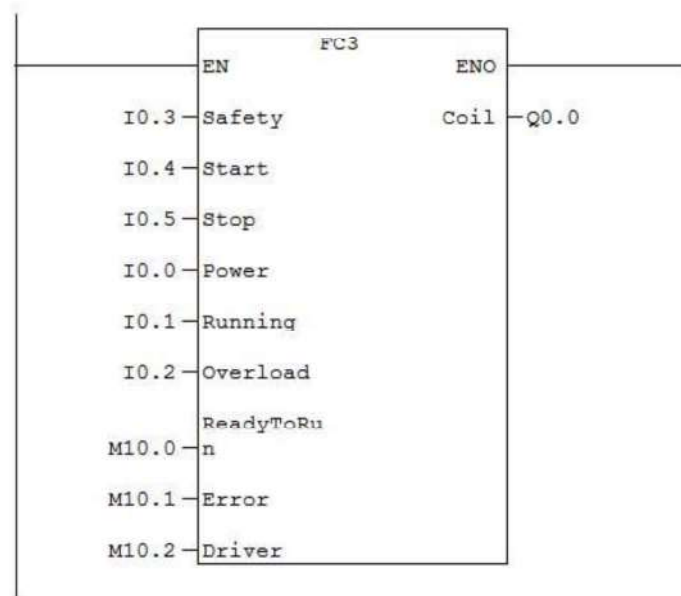 FC3
EN ENO
I0.3 Safety Coil Q0.0
I0.4 Start
I0.5 Stop
I0.0 Power
I0.1 Running
I0.2 Overload
ReadyToRu
M10.0 n
M10.1 Error
M10.2 Driver